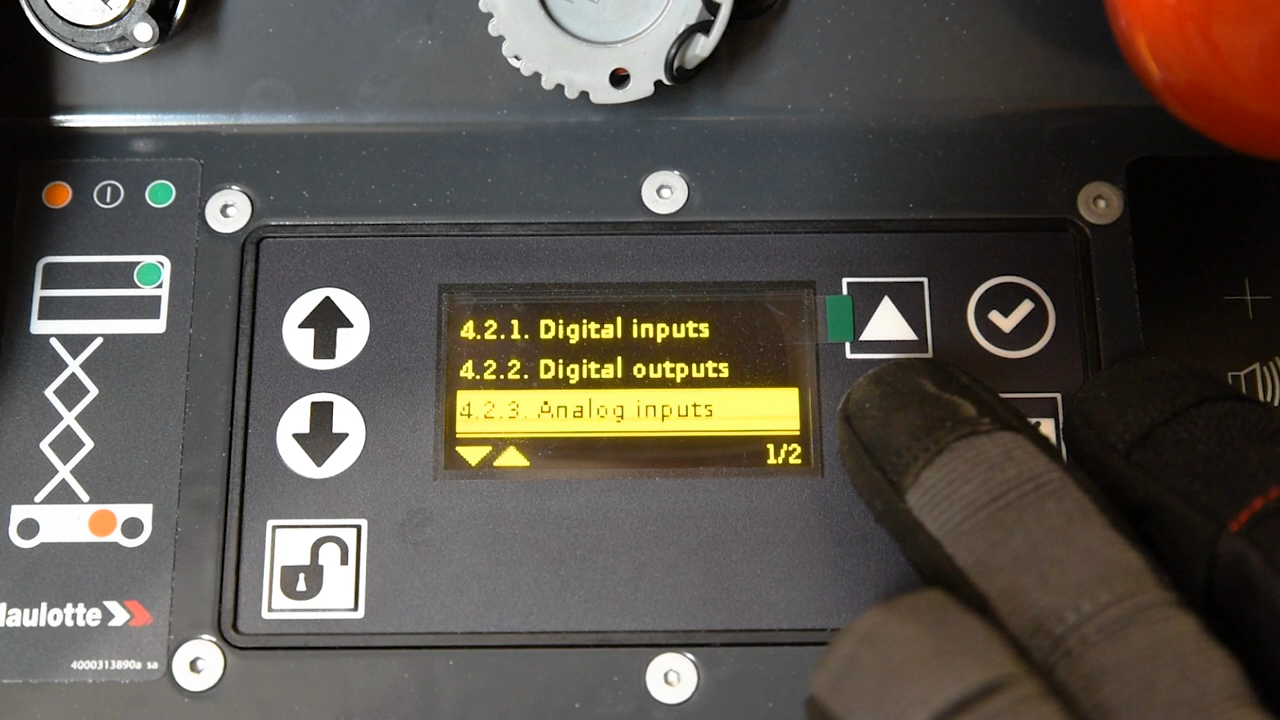 4.2.1. Digital inputs
4.2.2. Digital outputs
4.2.3. Analog inputs
1/2
Haulotte
4000313890a sa